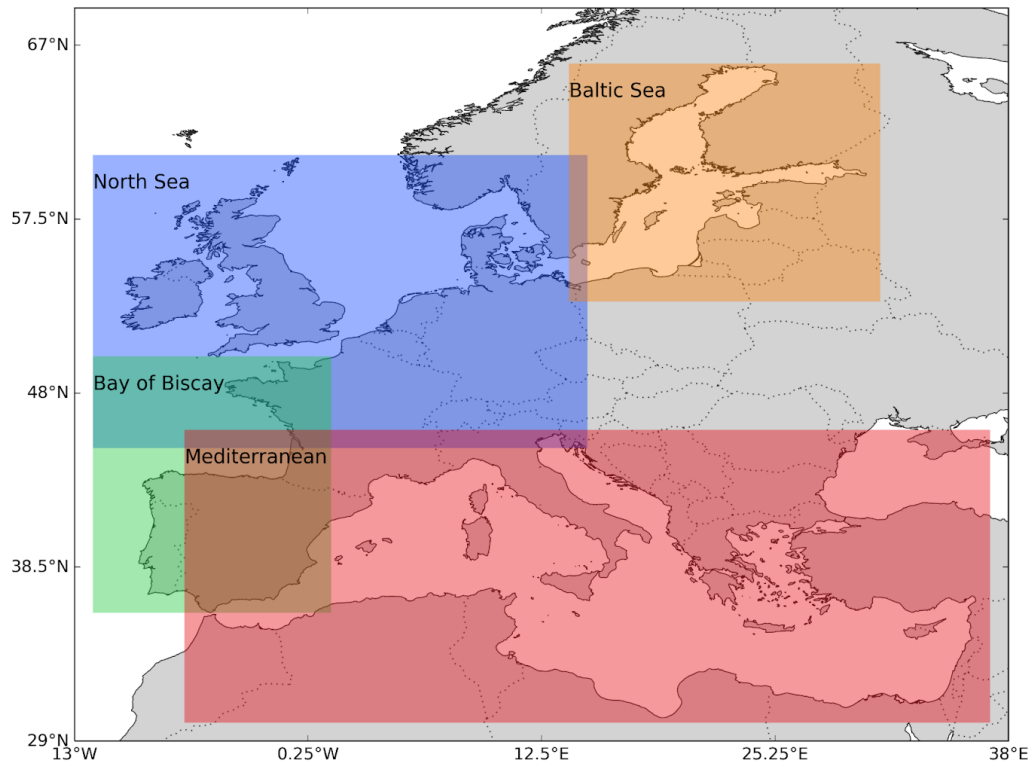 67°N
Baltic Sea
North Sea
57.5°N
Bay of Biscay
48°N
Mediterranean
38.5°N
29°N
13°W
0.25°W
12.5°E
25.25°E
38°E